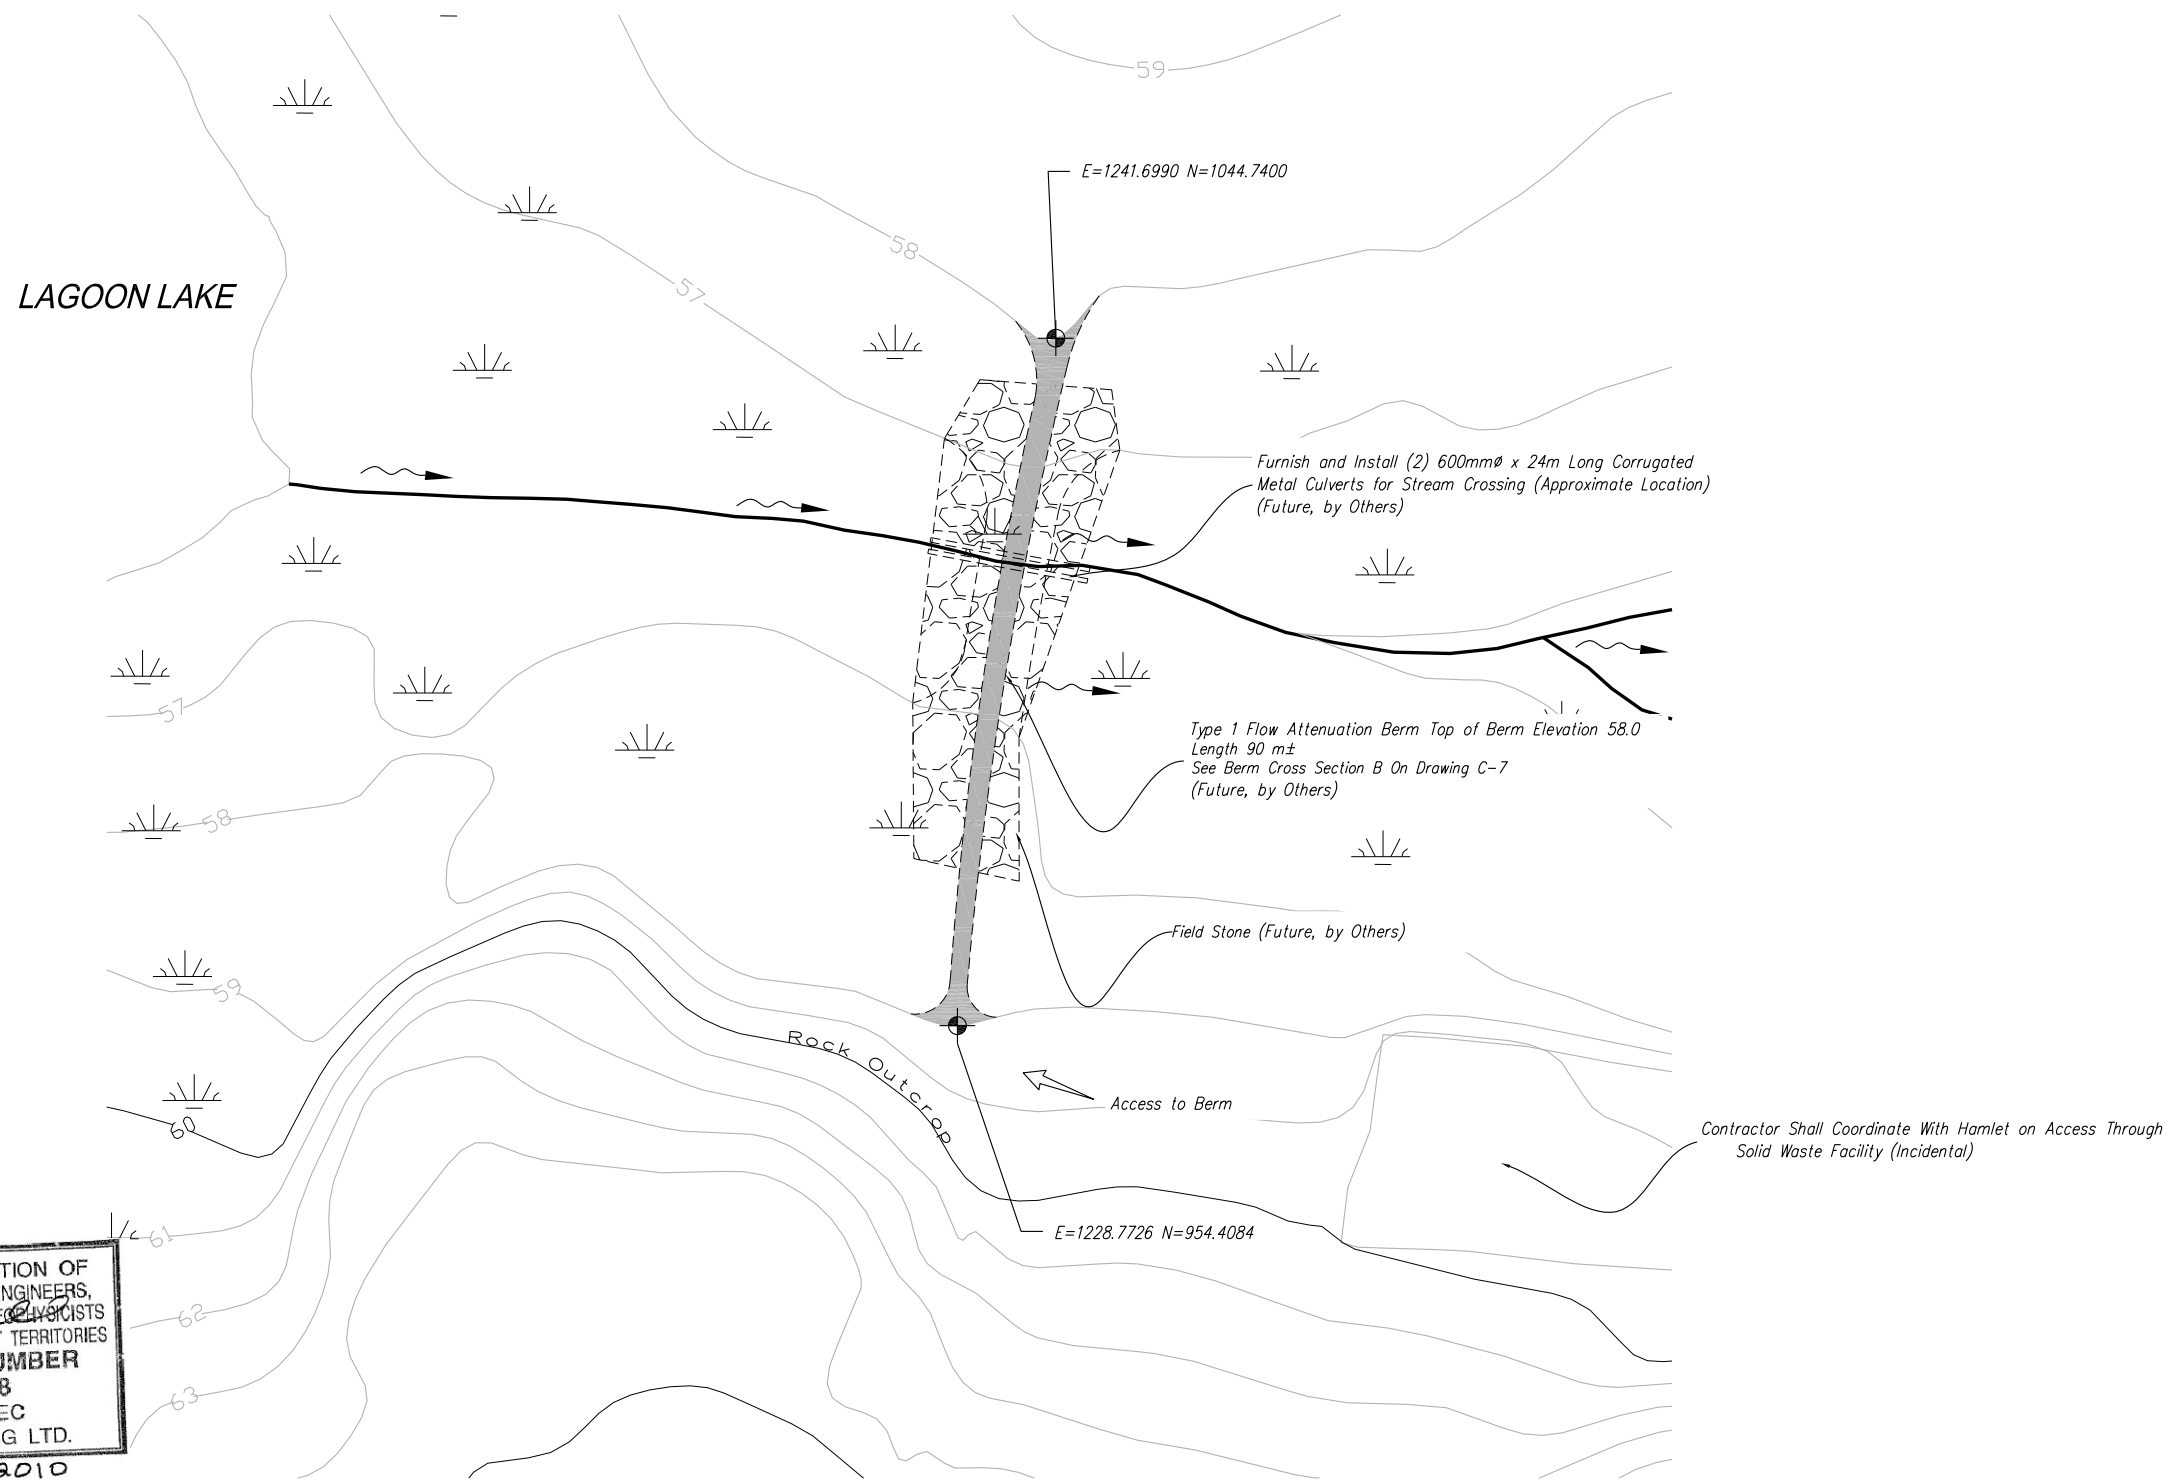 59
E=1241.6990 N=1044.7400
58
57
LAGOON LAKE
Furnish and Install (2) 600mmø x 24m Long Corrugated
Metal Culverts for Stream Crossing (Approximate Location)
(Future, by Others)
57
Type 1 Flow Attenuation Berm Top of Berm Elevation 58.0
Length 90 m±
See Berm Cross Section B On Drawing C-7
(Future, by Others)
58
Field Stone (Future, by Others)
59
Rock Outcrop
Access to Berm
60
Contractor Shall Coordinate With Hamlet on Access Through
Solid Waste Facility (Incidental)
E=1228.7726 N=954.4084
61
62
63
TION OF
NGINEERS,
EOPHYSICISTS
T TERRITORIES
UMBER
8
EC
G LTD.
2010